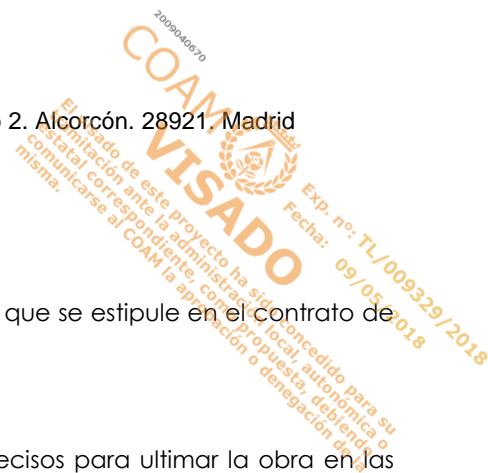 2009040670
COAM
o 2. Alcorcón. 28921. Madrid
VISADO
Exp. nº: TL/009329/2018
Fecha: 09/05/2018
El visado de este proyecto ha sido concedido para su
tramitación ante la administración local, autonómica o
estatal correspondiente, como propuesta, debiendo
comunicarse al COAM la aprobación o denegación de la
misma.
que se estipule en el contrato de
ecisos para ultimar la obra en las